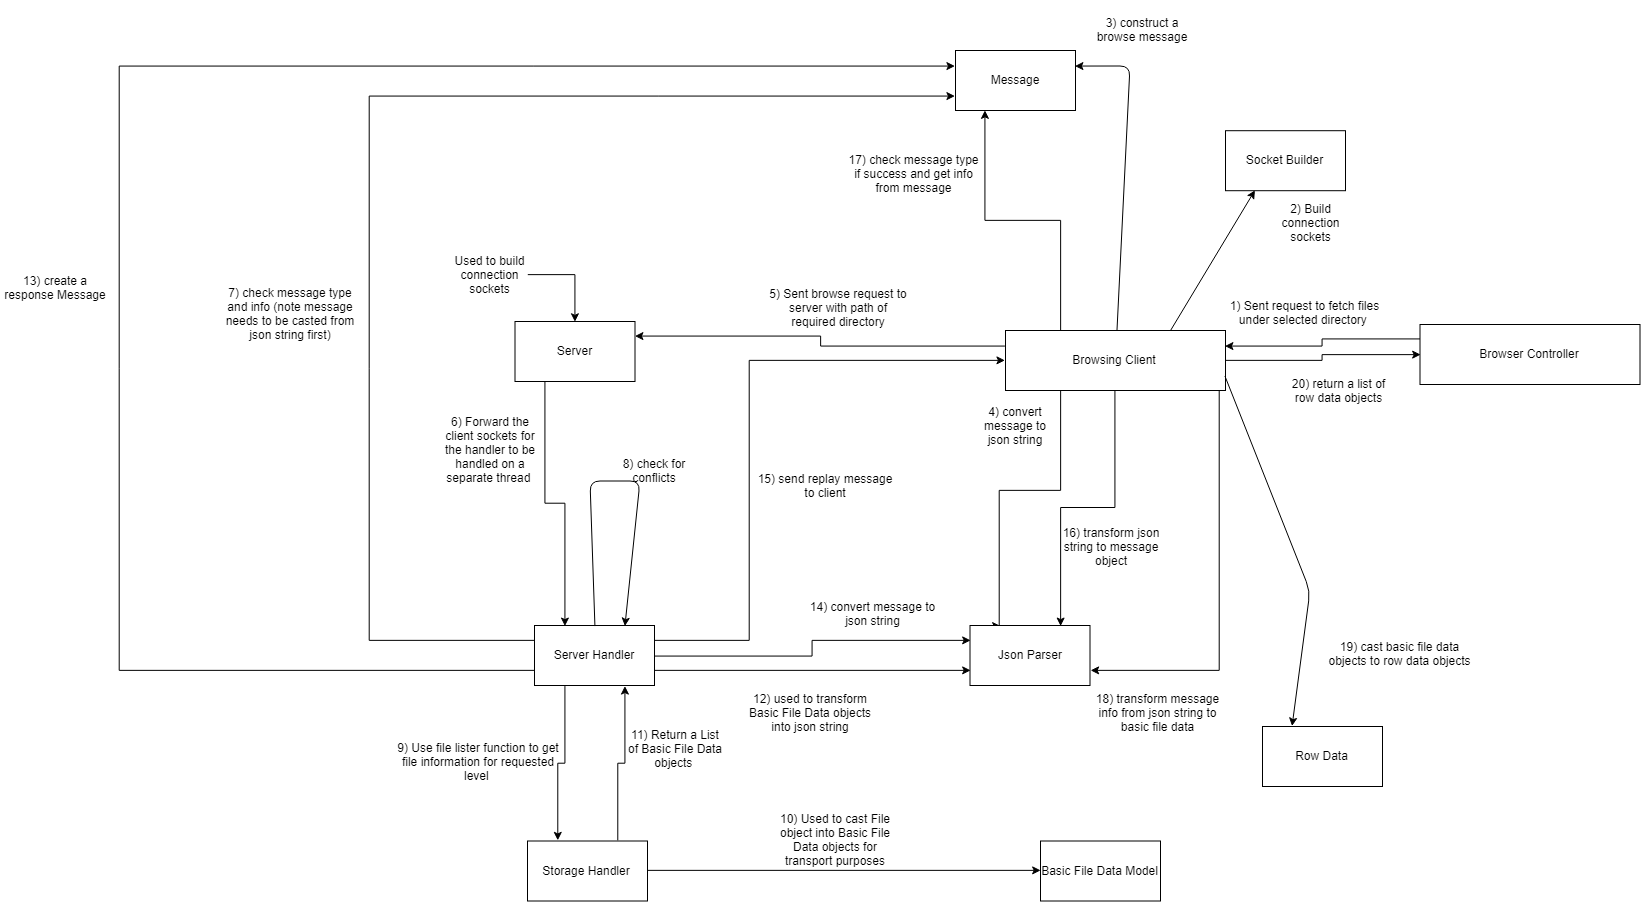 3) construct a
browse message
Message
Socket Builder
17) check message type
if success and get info
from message
2) Build
connection
sockets
Used to build
connection
sockets
13) create a
response Message
7) check message type
and info (note message
needs to be casted from
json string first)
5) Sent browse request to
server with path of
required directory
1) Sent request to fetch files
under selected directory
Server
Browsing Client
Browser Controller
20) return a list of
row data objects
4) convert
message to
json string
6) Forward the
client sockets for
the handler to be
handled on a
separate thread
8) check for
conflicts
15) send replay message
to client
16) transform json
string to message
object
14) convert message to
json string
Server Handler
Json Parser
19) cast basic file data
objects to row data objects
12) used to transform
Basic File Data objects
into json string
18) transform message
info from json string to
basic file data
9) Use file lister function to get
file information for requested
level
11) Return a List
of Basic File Data
objects
Row Data
10) Used to cast File
object into Basic File
Data objects for
transport purposes
Storage Handler
Basic File Data Model